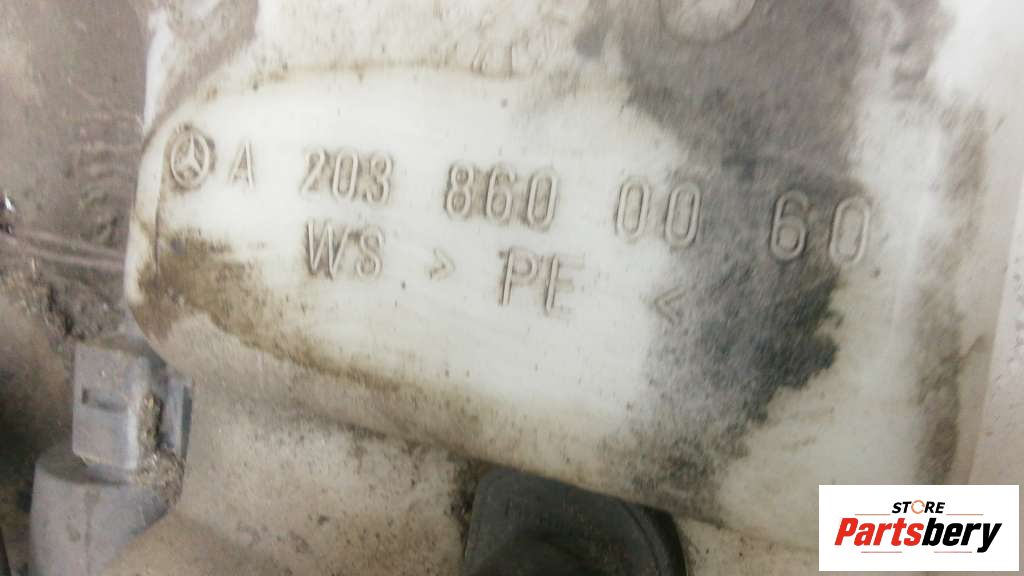 A 203 860 00 60
WS > PE <
STORE
Partsbery